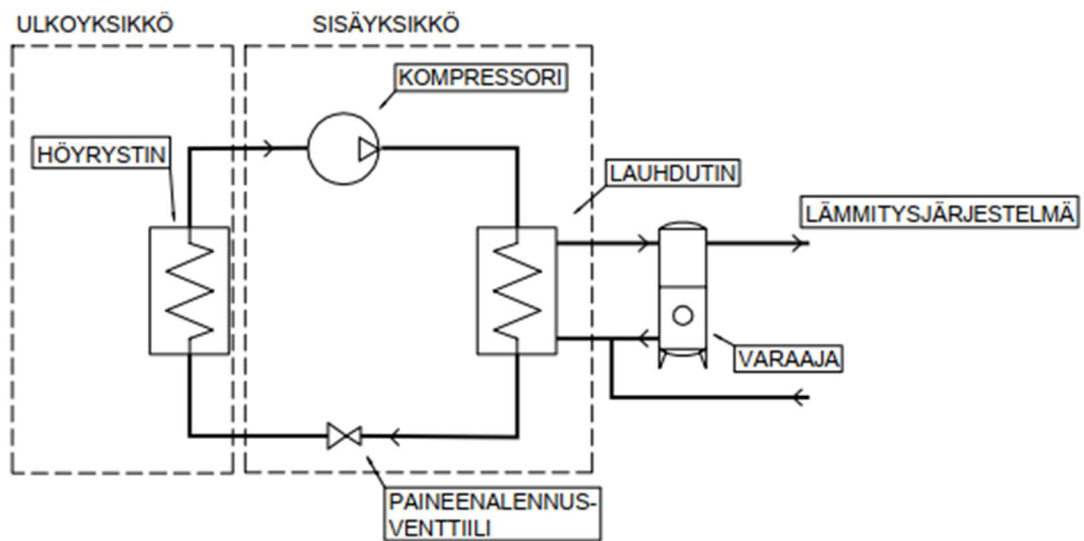 ULKOYKSIKKÖ
SISÄYKSIKKÖ
KOMPRESSORI
HÖYRYSTIN
LAUHDUTIN
LÄMMITYSJÄRJESTELMÄ
VARAAJA
PAINEENALENNUS-
VENTTIILI